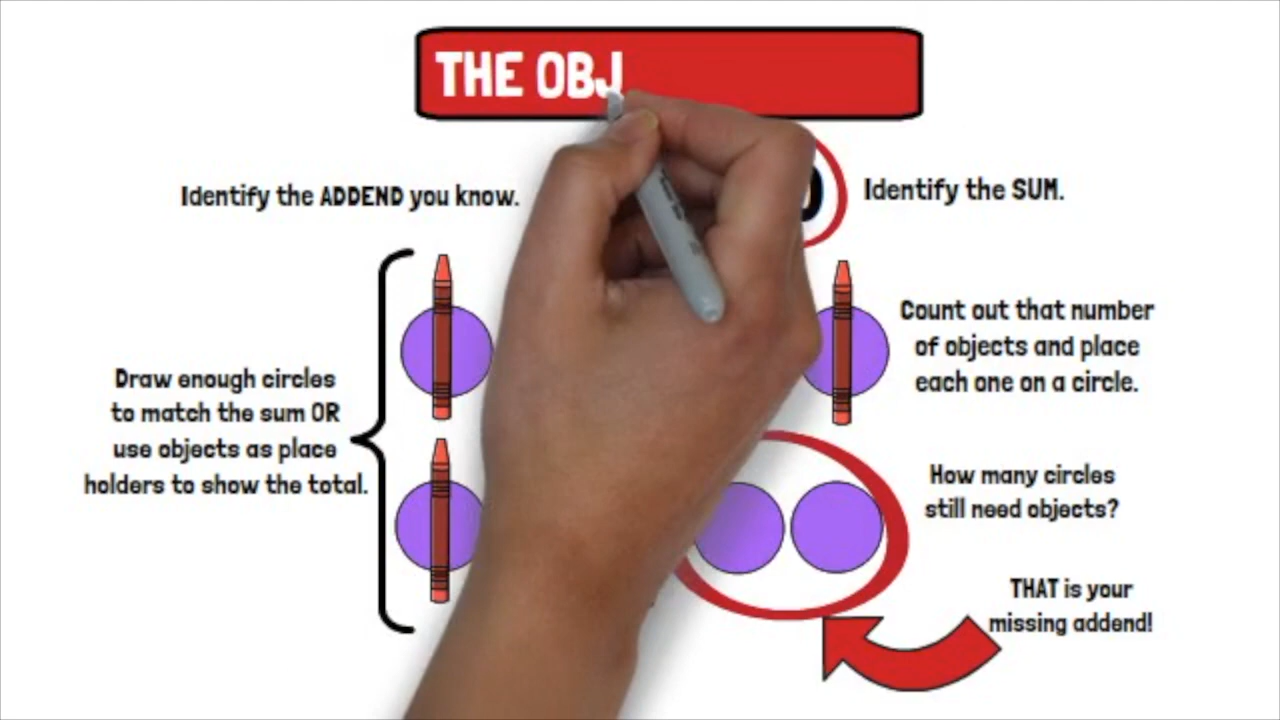 THE OBJ
Identify the ADDEND you know.
Identify the SUM.
Count out that number
of objects and place
each one on a circle.
Draw enough circles
to match the sum OR
use objects as place
holders to show the total.
How many circles
still need objects?
THAT is your
missing addend!